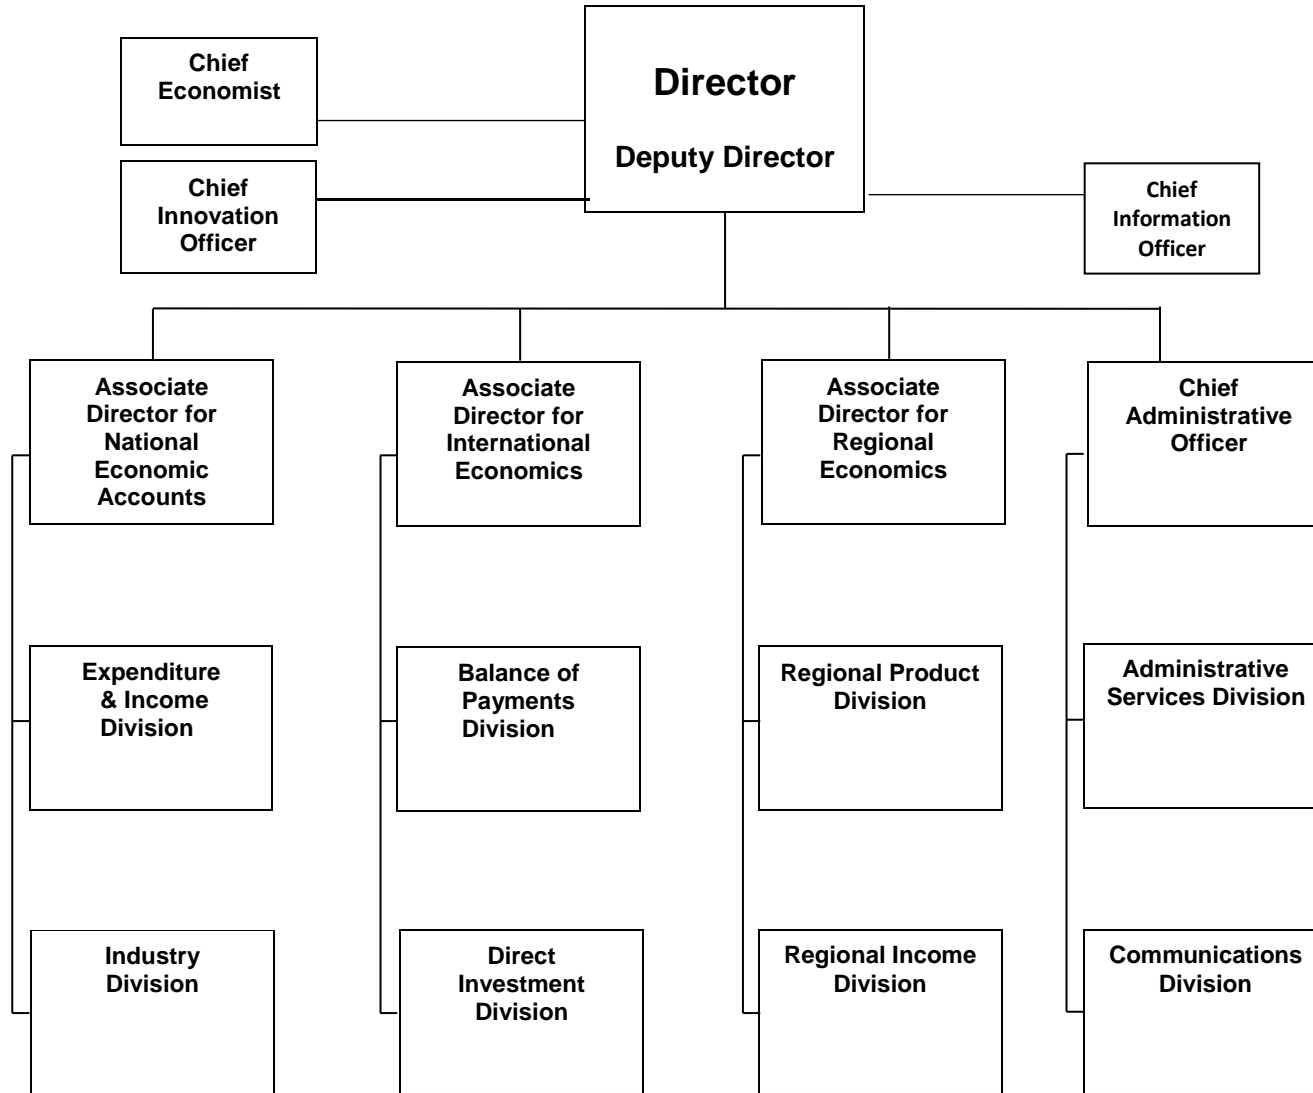 Chief
Economist
Director
Deputy Director
Chief
Innovation
Officer
Chief
Information
Officer
Associate
Director for
National
Economic
Accounts
Associate
Director for
International
Economics
Associate
Director for
Regional
Economics
Chief
Administrative
Officer
Expenditure
& Income
Division
Balance of
Payments
Division
Regional Product
Division
Administrative
Services Division
Industry
Division
Direct
Investment
Division
Regional Income
Division
Communications
Division